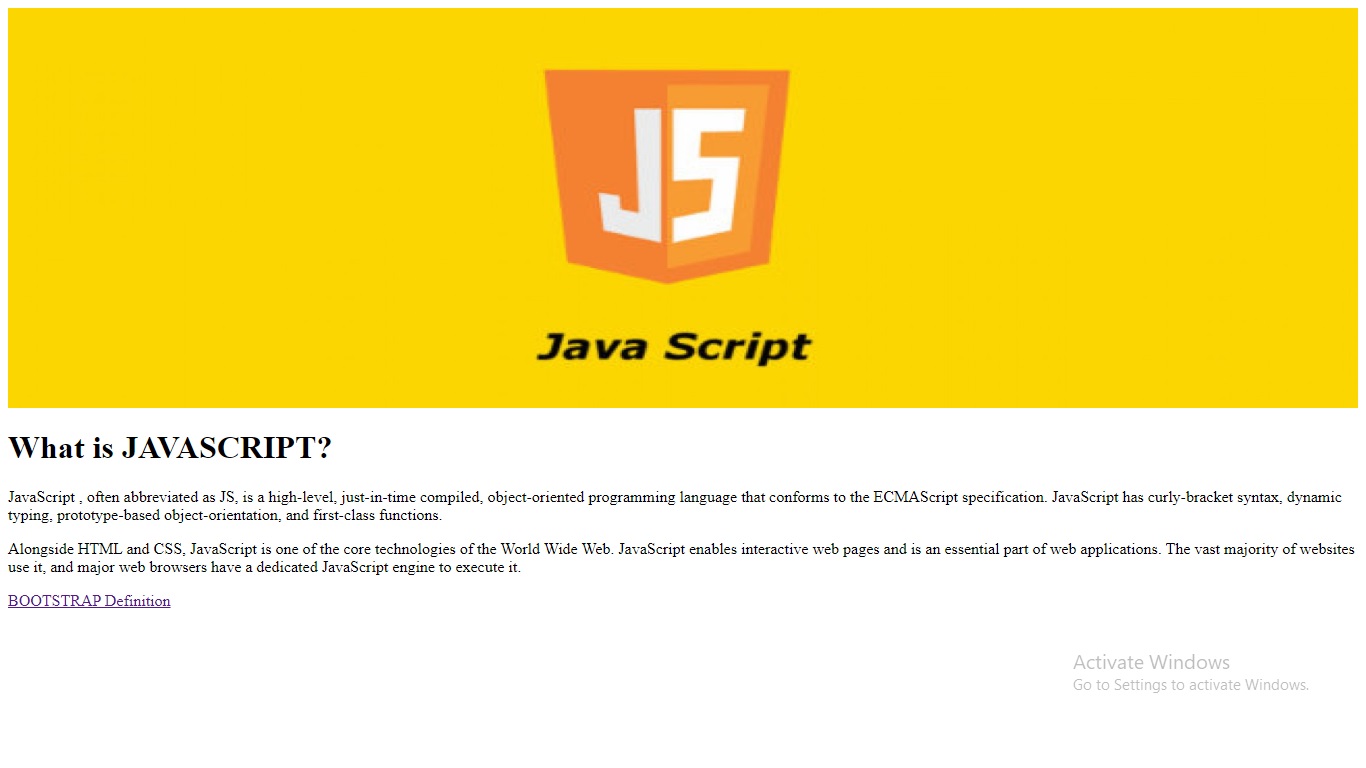 JS
Java Script
What is JAVASCRIPT?
JavaScript , often abbreviated as JS, is a high-level, just-in-time compiled, object-oriented programming language that conforms to the ECMAScript specification. JavaScript has curly-bracket syntax, dynamic
typing, prototype-based object-orientation, and first-class functions.
Alongside HTML and CSS, JavaScript is one of the core technologies of the World Wide Web. JavaScript enables interactive web pages and is an essential part of web applications. The vast majority of websites
use it, and major web browsers have a dedicated JavaScript engine to execute it.
BOOTSTRAP Definition
Activate Windows
Go to Settings to activate Windows.